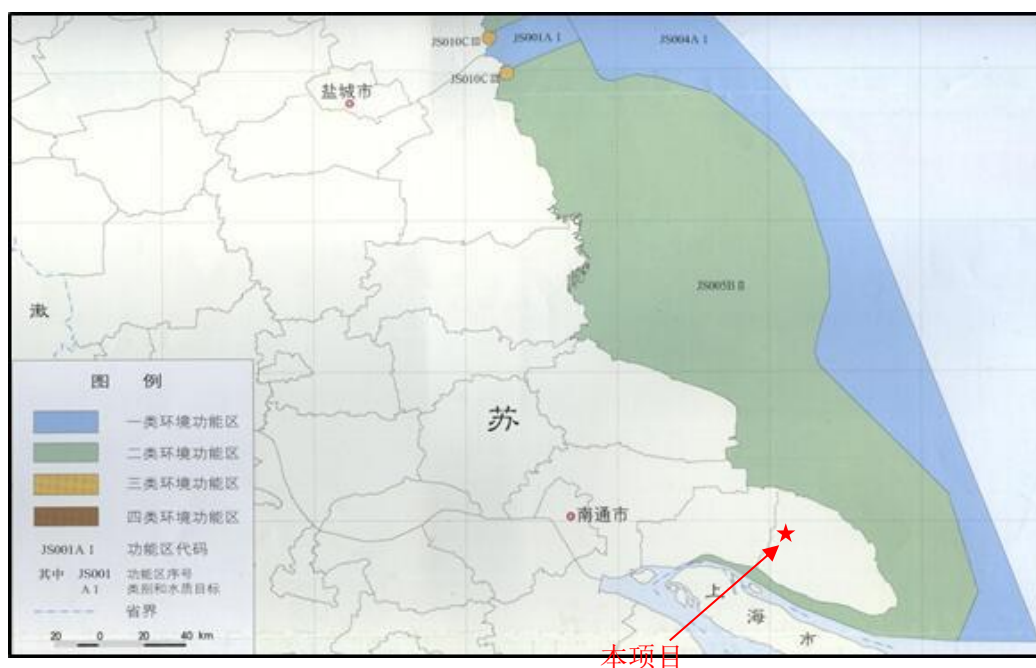 JS010CⅢ
JS001AⅠ
JS004AⅠ
JS010CⅢ
盐城市
JS005BⅡ
溦
图 例
一类环境功能区
二类环境功能区
三类环境功能区
四类环境功能区
JS001AⅠ 功能区代码
其中 JS001 功能区序号
AⅠ 类别和水质目标
省界
20 0 20 40 km
苏
南通市
上
海
市
本项目